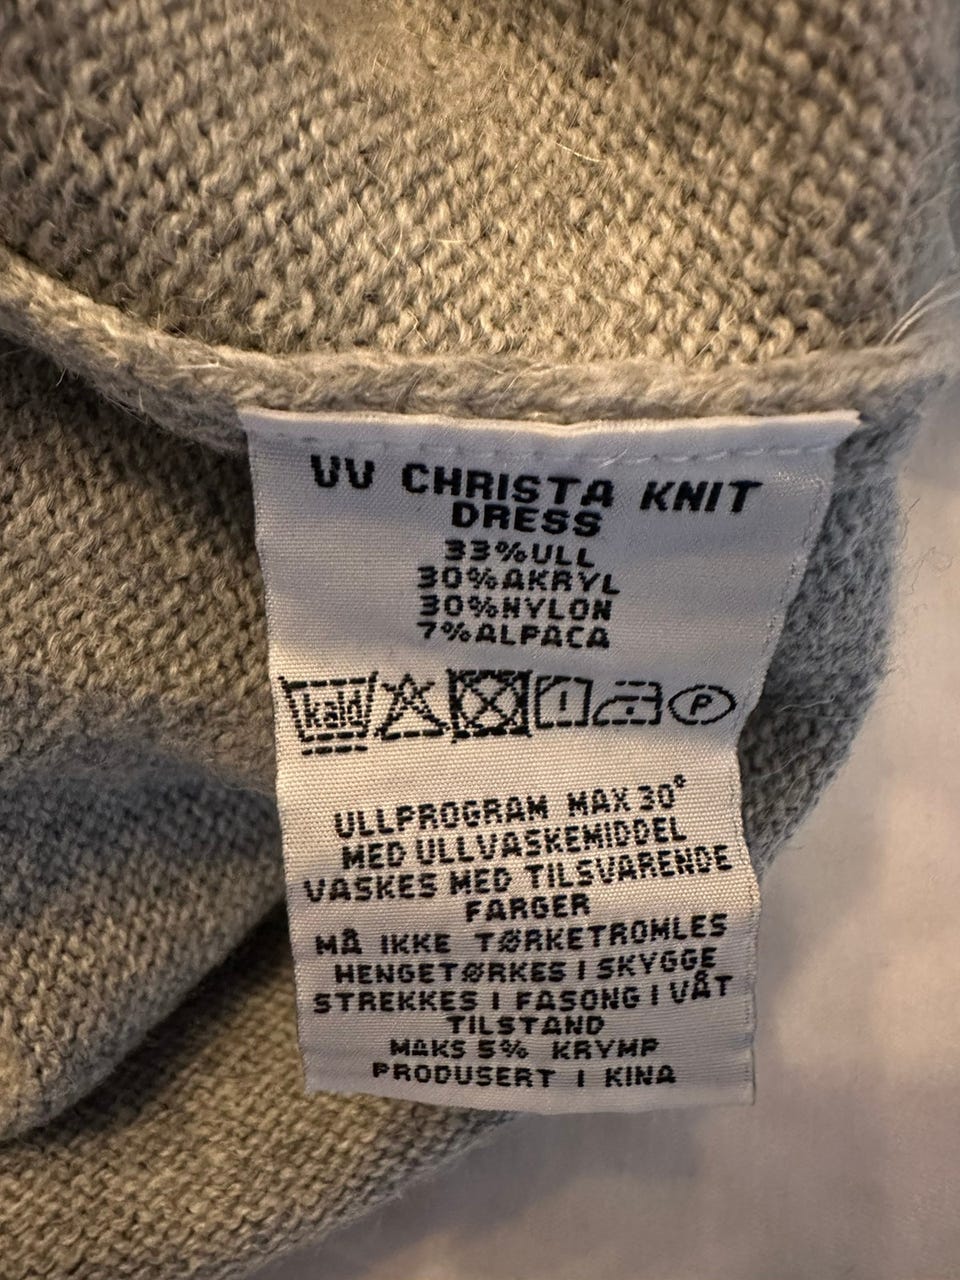 VV CHRISTA KNIT
DRESS
33%ULL
30%AKRYL
30%NYLON
7%ALPACA
kald P
ULLPROGRAM MAX 30°
MED ULLVASKEMIDDEL
VASKES MED TILSVARENDE
FARGER
MÅ IKKE TØRKETROMLES
HENGETØRKES I SKYGGE
STREKKES I FASONG I VÅT
TILSTAND
MAKS 5% KRYMP
PRODUSERT I KINA